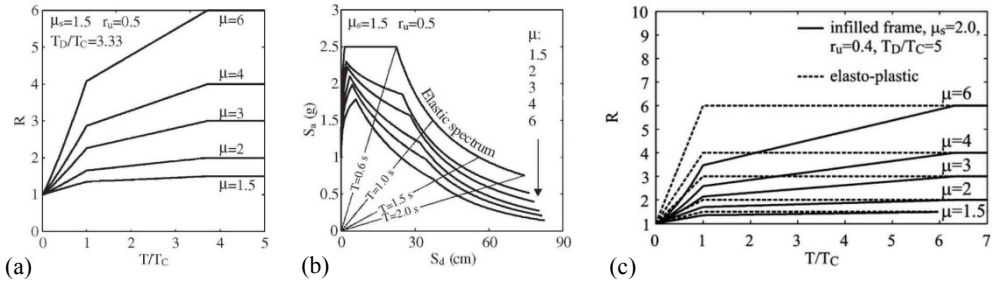 μs=1.5 ru=0.5
TD/TC=3.33
μ=6
μ=4
μ=3
μ=2
μ=1.5
R
6
5
4
3
2
1
0
0 1 2 3 4 5
T/TC
(a)
μs=1.5 ru=0.5
μ:
1.5
2
3
4
6
Elastic spectrum
T=0.6 s
T=1.0 s
T=1.5 s
T=2.0 s
Sa (g)
3
2.5
2
1.5
1
0.5
0
0 30 60 90
Sd (cm)
(b)
infilled frame, μs=2.0,
ru=0.4, TD/TC=5
elasto-plastic
μ=6
μ=4
μ=3
μ=2
μ=1.5
R
10
9
8
7
6
5
4
3
2
1
0 1 2 3 4 5 6 7
T/TC
(c)